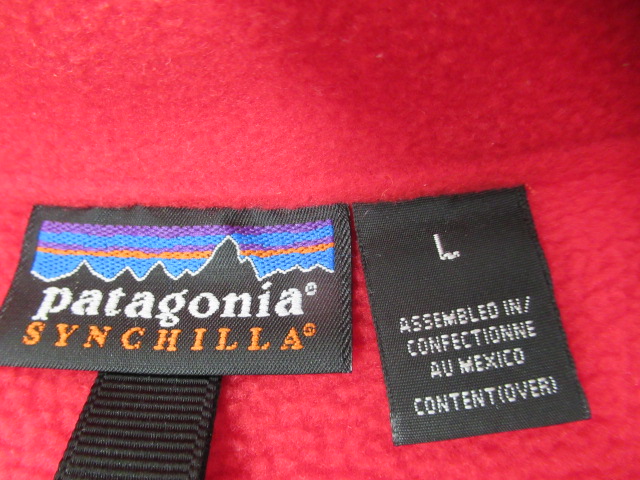 patagonia®
SYNCHILLA®
L
ASSEMBLED IN/
CONFECTIONNE
AU MEXICO
CONTENT(OVER)